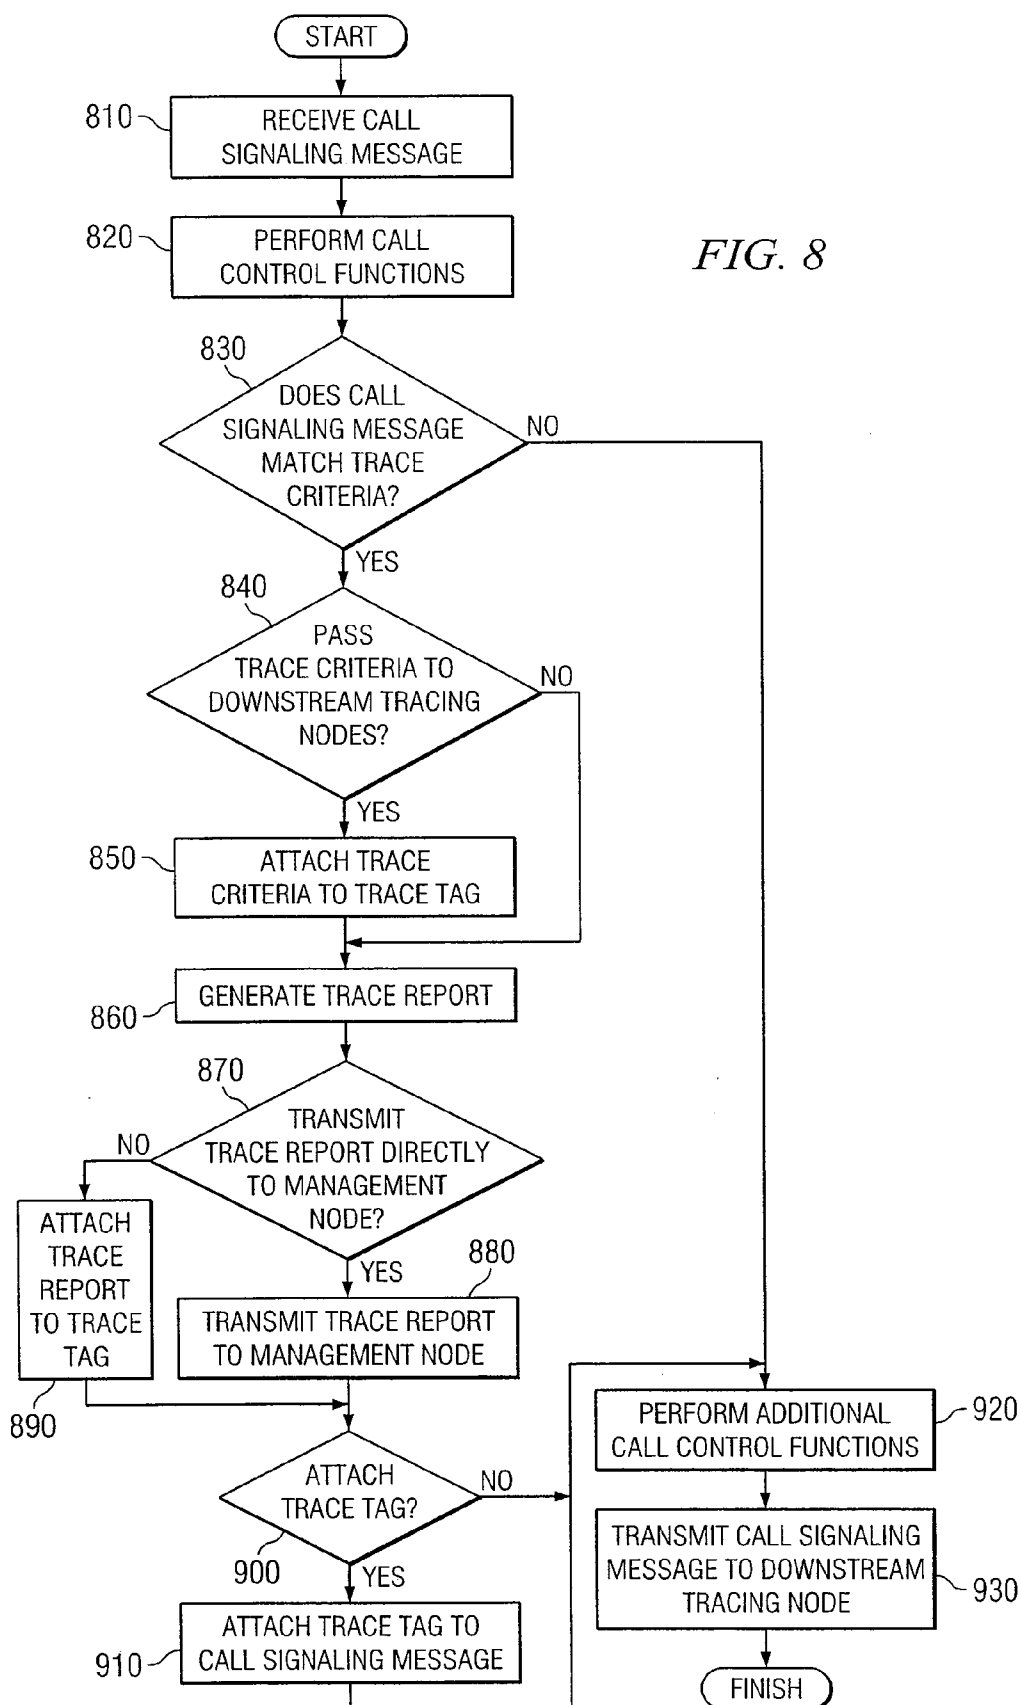 START
810
RECEIVE CALL
SIGNALING MESSAGE
820
PERFORM CALL
CONTROL FUNCTIONS
FIG. 8
830
DOES CALL
SIGNALING MESSAGE
MATCH TRACE
CRITERIA?
NO
YES
840
PASS
TRACE CRITERIA TO
DOWNSTREAM TRACING
NODES?
NO
YES
850
ATTACH TRACE
CRITERIA TO TRACE TAG
860
GENERATE TRACE REPORT
870
TRANSMIT
TRACE REPORT DIRECTLY
TO MANAGEMENT
NODE?
NO
YES
ATTACH
TRACE
REPORT
TO TRACE
TAG
890
880
TRANSMIT TRACE REPORT
TO MANAGEMENT NODE
ATTACH
TRACE TAG?
NO
900
YES
910
ATTACH TRACE TAG TO
CALL SIGNALING MESSAGE
PERFORM ADDITIONAL
CALL CONTROL FUNCTIONS
920
TRANSMIT CALL SIGNALING
MESSAGE TO DOWNSTREAM
TRACING NODE
930
FINISH